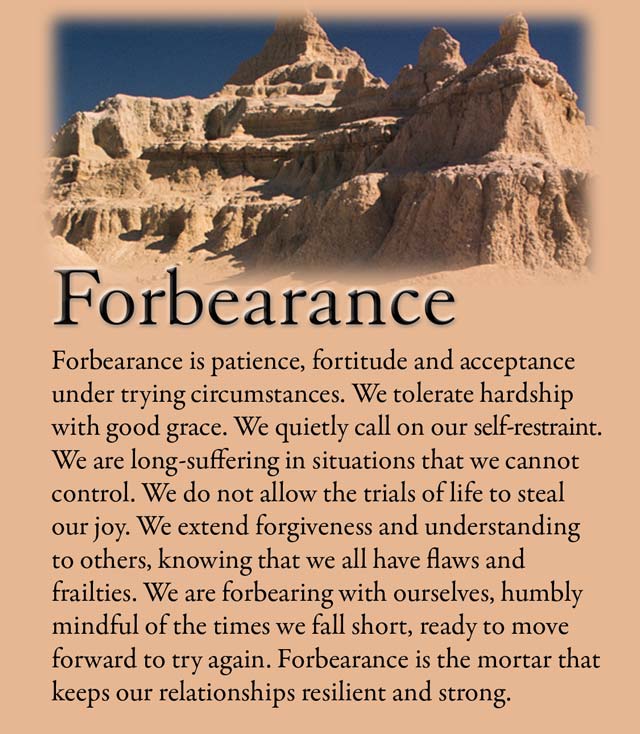 Forbearance
Forbearance is patience, fortitude and acceptance
under trying circumstances. We tolerate hardship
with good grace. We quietly call on our self-restraint.
We are long-suffering in situations that we cannot
control. We do not allow the trials of life to steal
our joy. We extend forgiveness and understanding
to others, knowing that we all have flaws and
frailties. We are forbearing with ourselves, humbly
mindful of the times we fall short, ready to move
forward to try again. Forbearance is the mortar that
keeps our relationships resilient and strong.